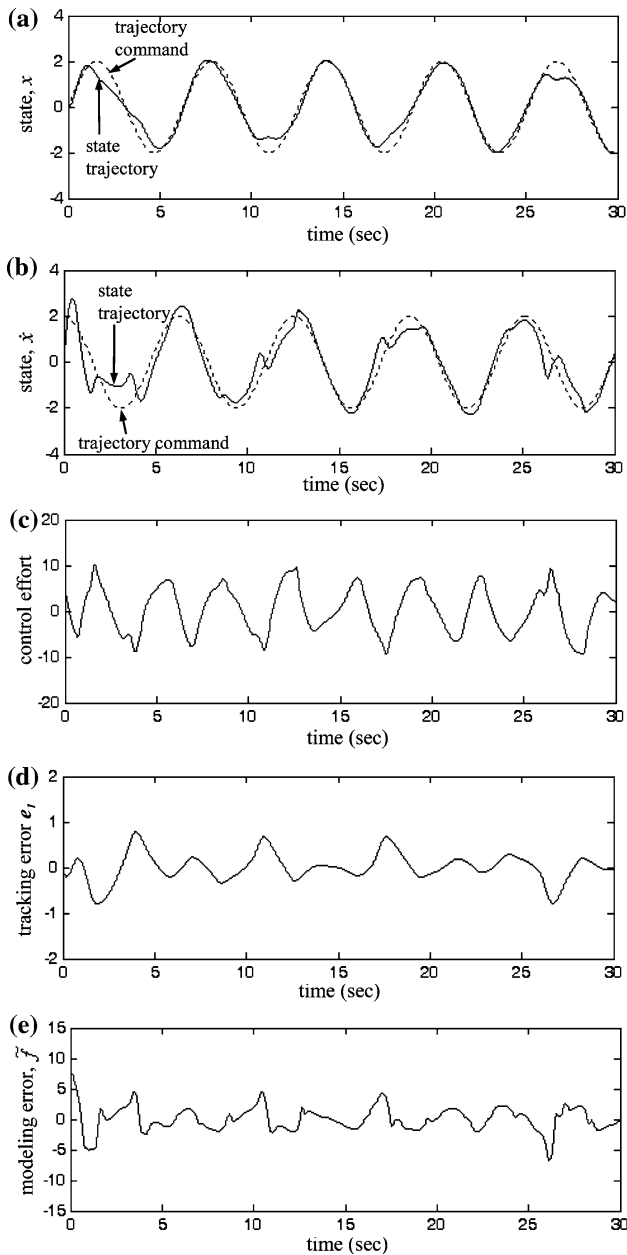 (a)
4
2
0
-2
-4
state, x
trajectory
command
state
trajectory
0 5 10 15 20 25 30
time (sec)
(b)
4
2
0
-2
-4
state, ẋ
state
trajectory
trajectory command
0 5 10 15 20 25 30
time (sec)
(c)
20
10
0
-10
-20
control effort
0 5 10 15 20 25 30
time (sec)
(d)
2
1
0
-1
-2
tracking error e₁
0 5 10 15 20 25 30
time (sec)
(e)
15
10
5
0
-5
-10
-15
modeling error, f̃
0 5 10 15 20 25 30
time (sec)